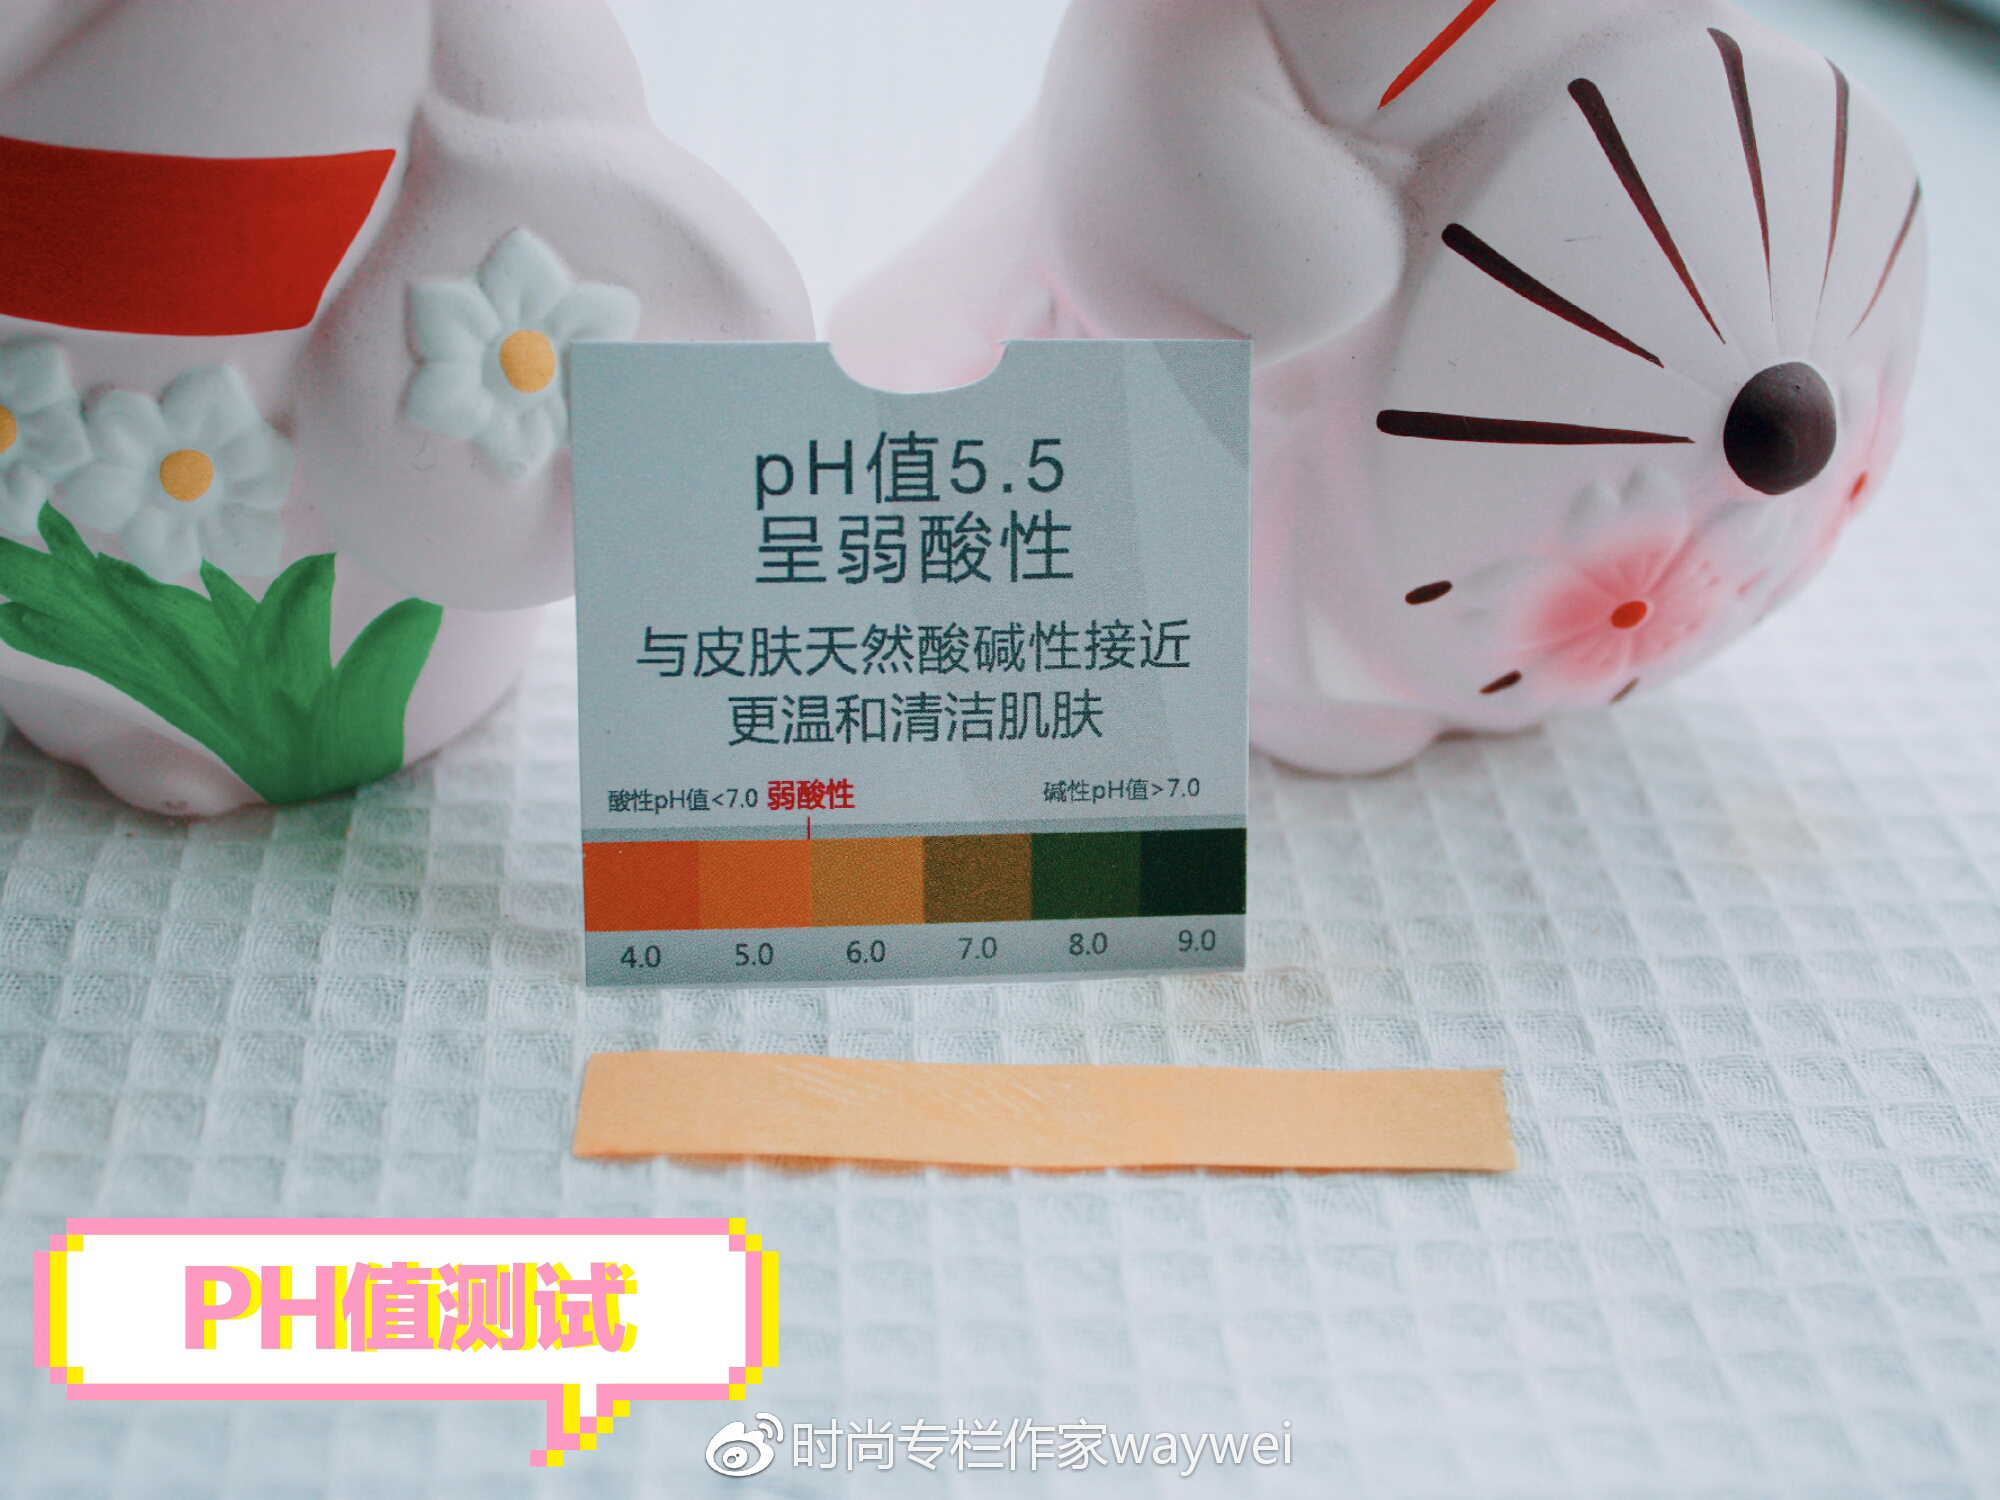 pH值5.5
呈弱酸性
与皮肤天然酸碱性接近
更温和清洁肌肤
酸性pH值<7.0 弱酸性 碱性pH值>7.0
4.0 5.0 6.0 7.0 8.0 9.0
PH值测试
时尚专栏作家waywei